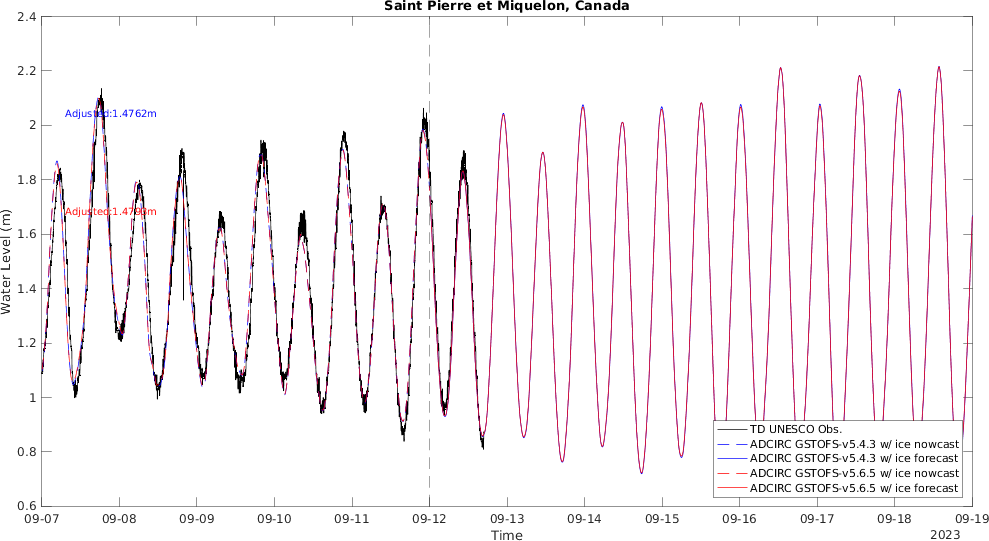 Saint Pierre et Miquelon, Canada
2.4
2.2
2
1.8
1.6
1.4
1.2
1
0.8
0.6
Water Level (m)
Adjusted:1.4762m
Adjusted:1.4793m
TD UNESCO Obs.
ADCIRC GSTOFS-v5.4.3 w/ ice nowcast
ADCIRC GSTOFS-v5.4.3 w/ ice forecast
ADCIRC GSTOFS-v5.6.5 w/ ice nowcast
ADCIRC GSTOFS-v5.6.5 w/ ice forecast
09-07 09-08 09-09 09-10 09-11 09-12 09-13 09-14 09-15 09-16 09-17 09-18 09-19
Time
2023